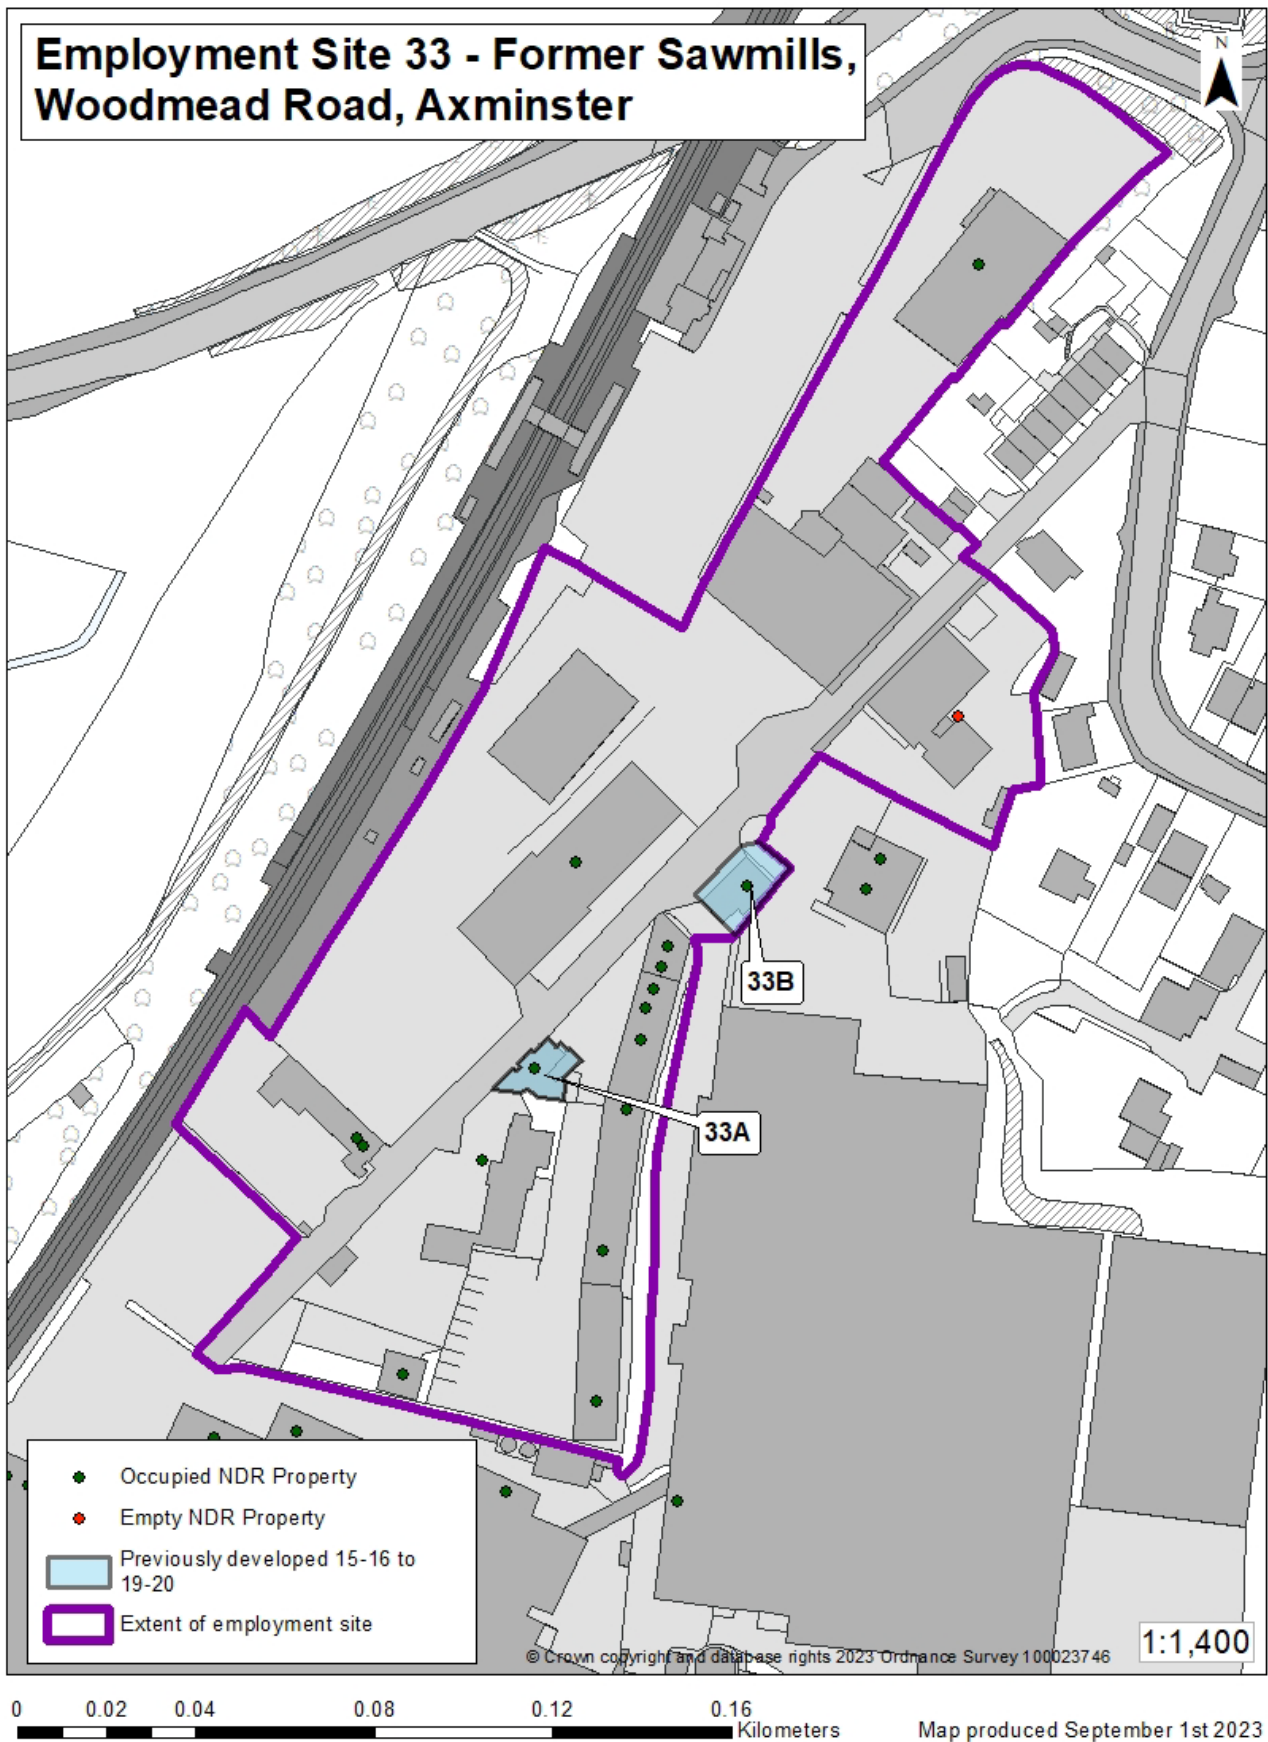 Employment Site 33 - Former Sawmills,
Woodmead Road, Axminster
N
33B
33A
Occupied NDR Property
Empty NDR Property
Previously developed 15-16 to
19-20
Extent of employment site
1:1,400
© Crown copyright and database rights 2023 Ordnance Survey 100023746
0 0.02 0.04 0.08 0.12 0.16
Kilometers
Map produced September 1st 2023